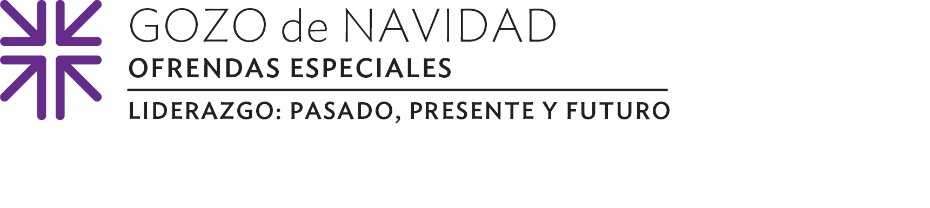 GOZO de NAVIDAD
OFRENDAS ESPECIALES
LIDERAZGO: PASADO, PRESENTE Y FUTURO